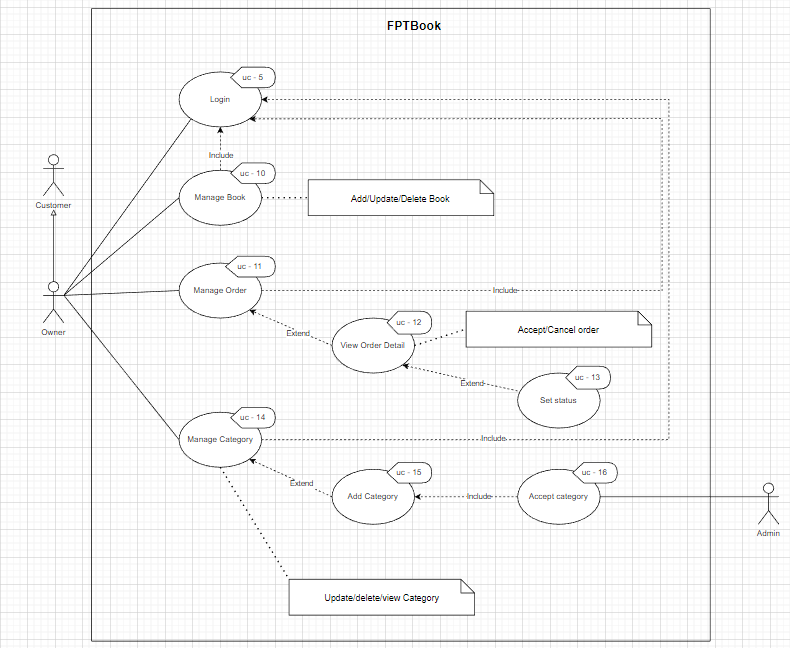 FPTBook
uc - 5
Login
Include
uc - 10
Manage Book
Add/Update/Delete Book
Customer
uc - 11
Manage Order
Include
Owner
Extend
uc - 12
View Order Detail
Accept/Cancel order
Extend
uc - 13
Set status
uc - 14
Manage Category
Include
Extend
uc - 15
Add Category
Include
uc - 16
Accept category
Admin
Update/delete/view Category